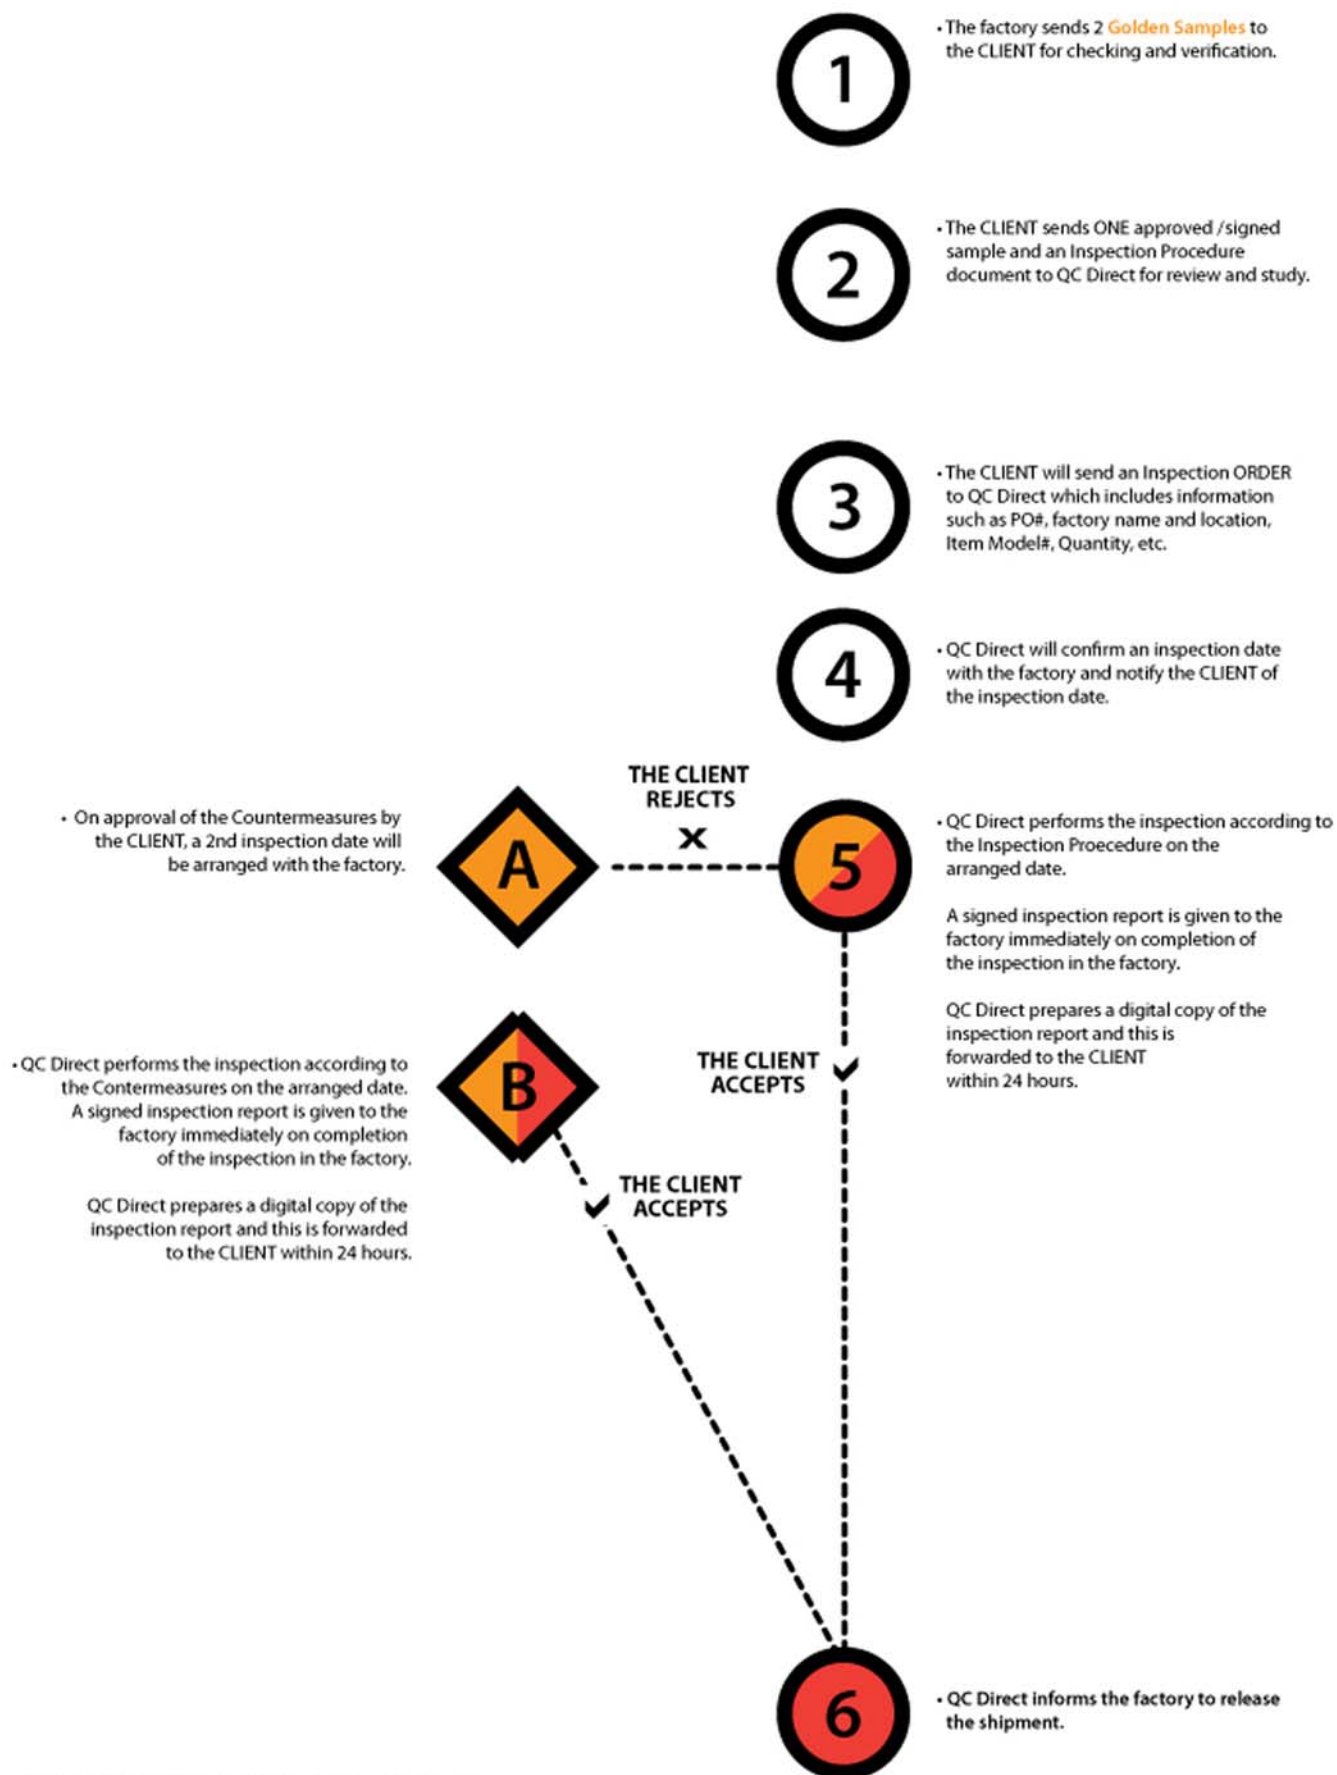 1
• The factory sends 2 Golden Samples to
the CLIENT for checking and verification.
2
• The CLIENT sends ONE approved /signed
sample and an Inspection Procedure
document to QC Direct for review and study.
3
• The CLIENT will send an Inspection ORDER
to QC Direct which includes information
such as PO#, factory name and location,
Item Model#, Quantity, etc.
4
• QC Direct will confirm an inspection date
with the factory and notify the CLIENT of
the inspection date.
5
• QC Direct performs the inspection according to
the Inspection Proecedure on the
arranged date.
A signed inspection report is given to the
factory immediately on completion of
the inspection in the factory.
QC Direct prepares a digital copy of the
inspection report and this is
forwarded to the CLIENT
within 24 hours.
THE CLIENT
REJECTS
X
A
• On approval of the Countermeasures by
the CLIENT, a 2nd inspection date will
be arranged with the factory.
B
• QC Direct performs the inspection according to
the Contermeasures on the arranged date.
A signed inspection report is given to the
factory immediately on completion
of the inspection in the factory.
QC Direct prepares a digital copy of the
inspection report and this is forwarded
to the CLIENT within 24 hours.
THE CLIENT
ACCEPTS
THE CLIENT
ACCEPTS
6
• QC Direct informs the factory to release
the shipment.